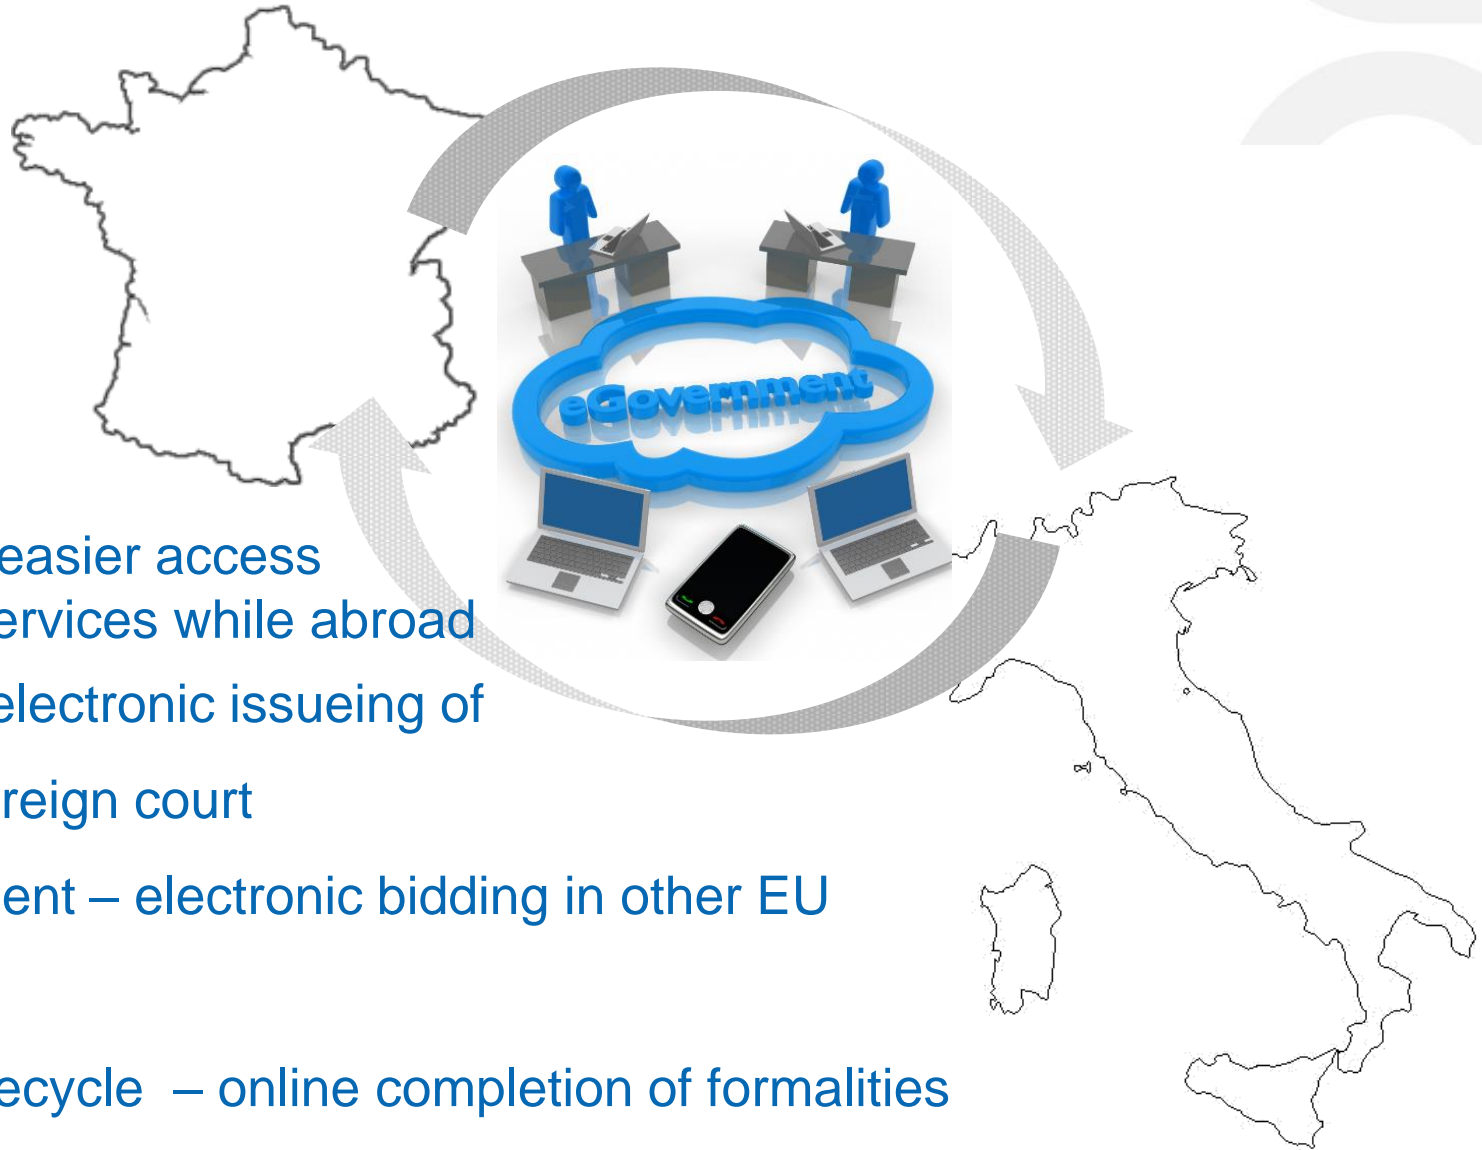 eGovernment
easier access
ervices while abroad
electronic issueing of
reign court
ent – electronic bidding in other EU
ecycle – online completion of formalities